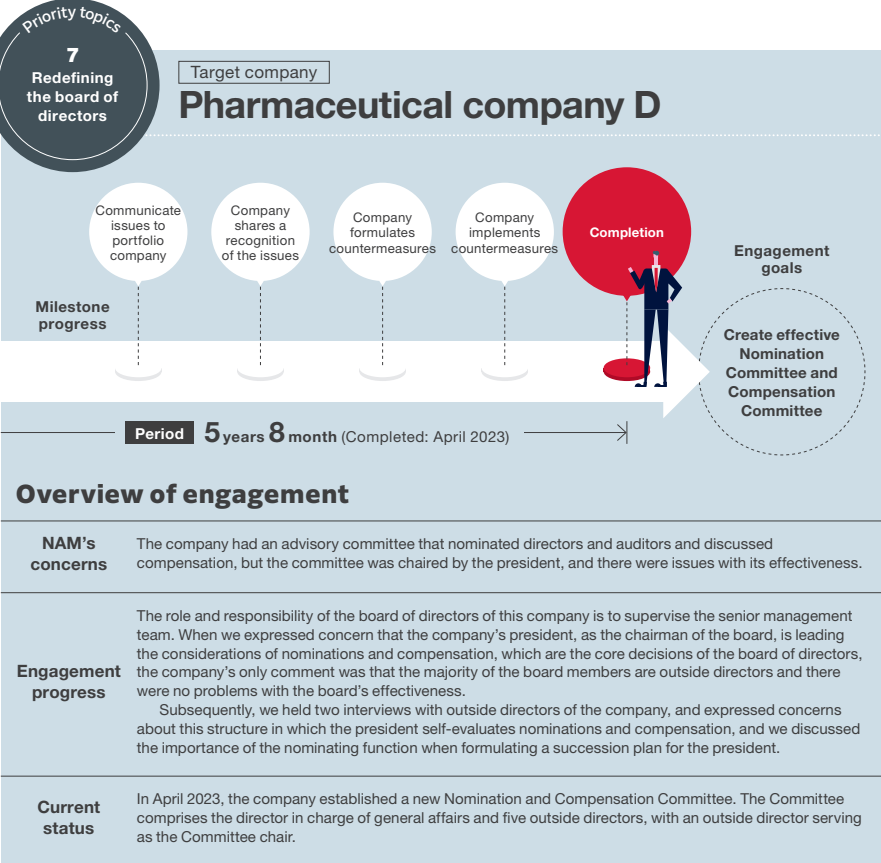 Priority topics
7
Redefining
the board of
directors
Target company
Pharmaceutical company D
Communicate
issues to
portfolio
company
Company
shares a
recognition
of the issues
Company
formulates
countermeasures
Company
implements
countermeasures
Completion
Engagement
goals
Milestone
progress
Create effective
Nomination
Committee and
Compensation
Committee
Period 5 years 8 month (Completed: April 2023)
Overview of engagement
NAM's
concerns
The company had an advisory committee that nominated directors and auditors and discussed
compensation, but the committee was chaired by the president, and there were issues with its effectiveness.
Engagement
progress
The role and responsibility of the board of directors of this company is to supervise the senior management
team. When we expressed concern that the company's president, as the chairman of the board, is leading
the considerations of nominations and compensation, which are the core decisions of the board of directors,
the company's only comment was that the majority of the board members are outside directors and there
were no problems with the board's effectiveness.
Subsequently, we held two interviews with outside directors of the company, and expressed concerns
about this structure in which the president self-evaluates nominations and compensation, and we discussed
the importance of the nominating function when formulating a succession plan for the president.
Current
status
In April 2023, the company established a new Nomination and Compensation Committee. The Committee
comprises the director in charge of general affairs and five outside directors, with an outside director serving
as the Committee chair.